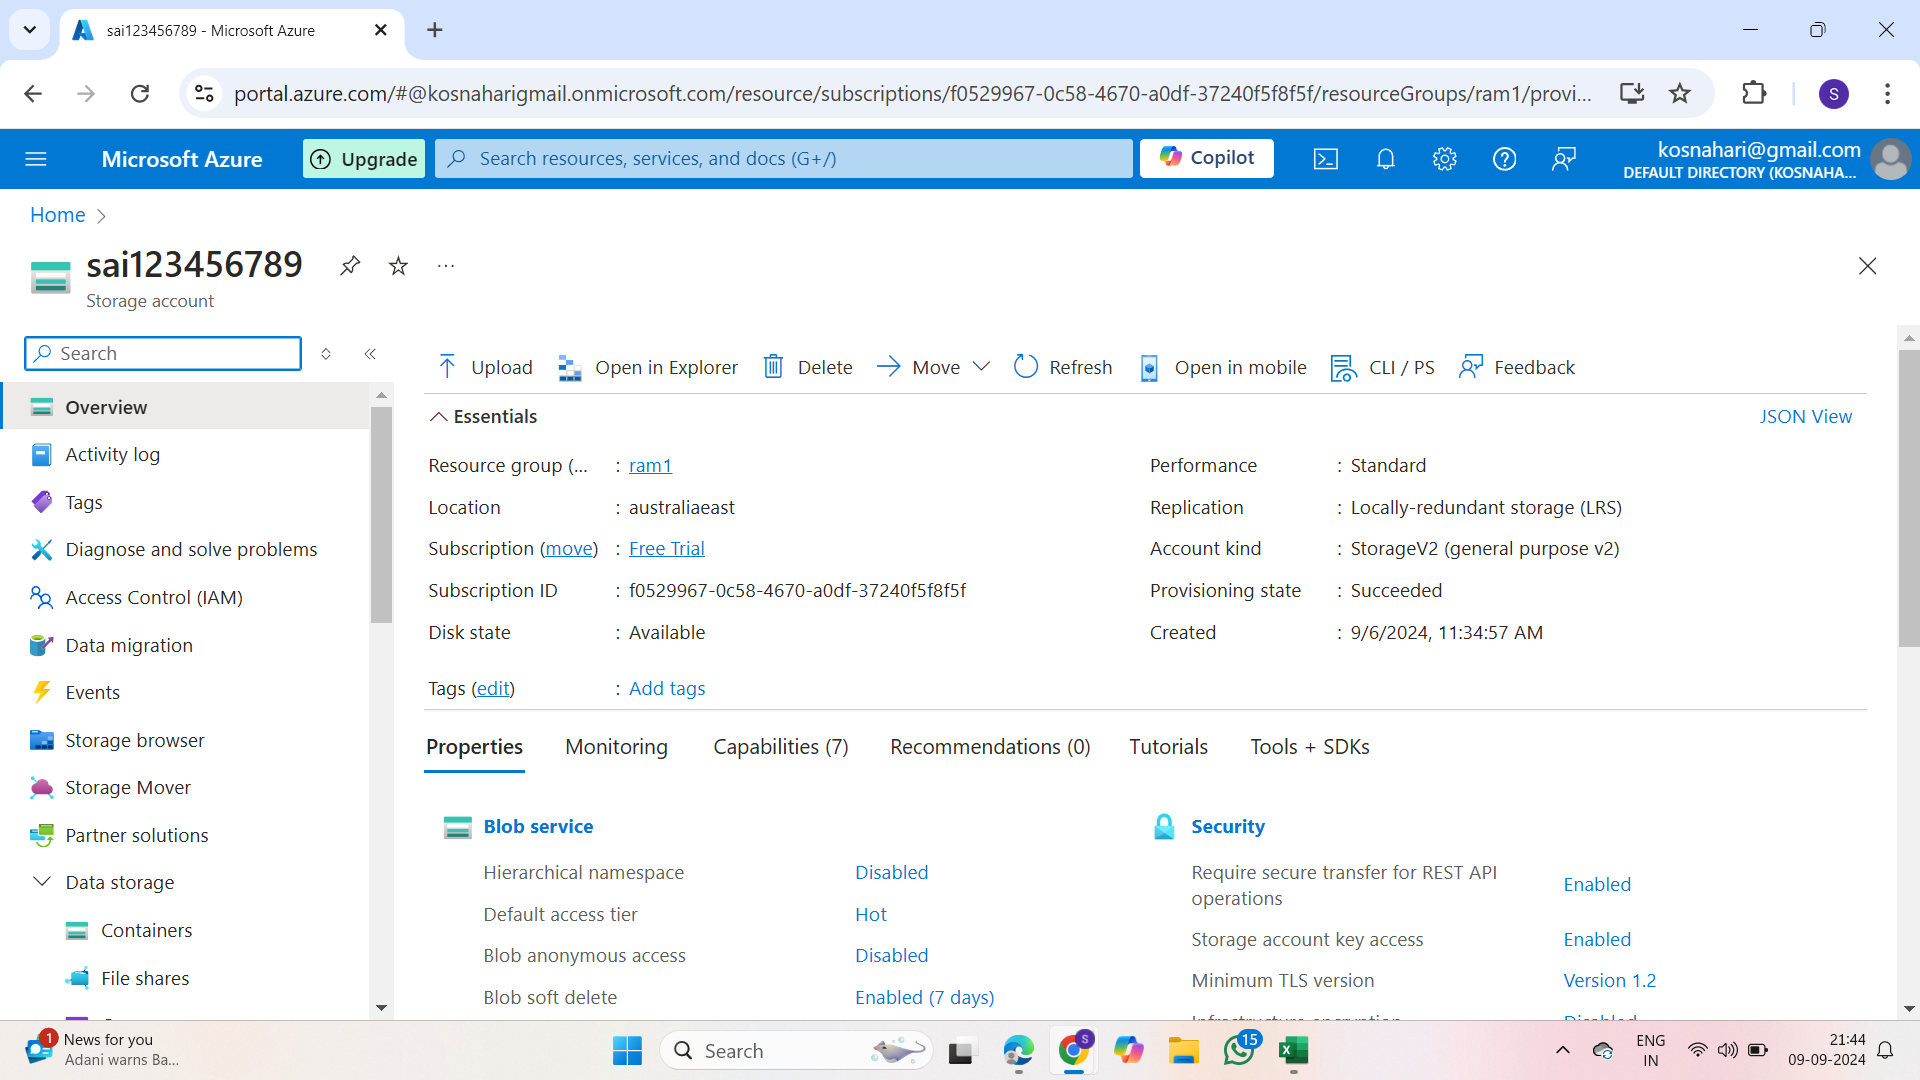 sai123456789 - Microsoft Azure
portal.azure.com/#@kosnaharigmail.onmicrosoft.com/resource/subscriptions/f0529967-0c58-4670-a0df-37240f5f8f5f/resourceGroups/ram1/provi...
S
Microsoft Azure
Upgrade
Search resources, services, and docs (G+/)
Copilot
kosnahari@gmail.com
DEFAULT DIRECTORY (KOSNAHA...
Home
sai123456789
Storage account
Search
Upload
Open in Explorer
Delete
Move
Refresh
Open in mobile
CLI / PS
Feedback
Overview
Activity log
Tags
Diagnose and solve problems
Access Control (IAM)
Data migration
Events
Storage browser
Storage Mover
Partner solutions
Data storage
Containers
File shares
Essentials
JSON View
Resource group (... : ram1
Location : australiaeast
Subscription (move) : Free Trial
Subscription ID : f0529967-0c58-4670-a0df-37240f5f8f5f
Disk state : Available
Tags (edit) : Add tags
Performance : Standard
Replication : Locally-redundant storage (LRS)
Account kind : StorageV2 (general purpose v2)
Provisioning state : Succeeded
Created : 9/6/2024, 11:34:57 AM
Properties
Monitoring
Capabilities (7)
Recommendations (0)
Tutorials
Tools + SDKs
Blob service
Hierarchical namespace Disabled
Default access tier Hot
Blob anonymous access Disabled
Blob soft delete Enabled (7 days)
Security
Require secure transfer for REST API
operations Enabled
Storage account key access Enabled
Minimum TLS version Version 1.2
1
News for you
Adani warns Ba...
Search
S
15
ENG
IN
21:44
09-09-2024